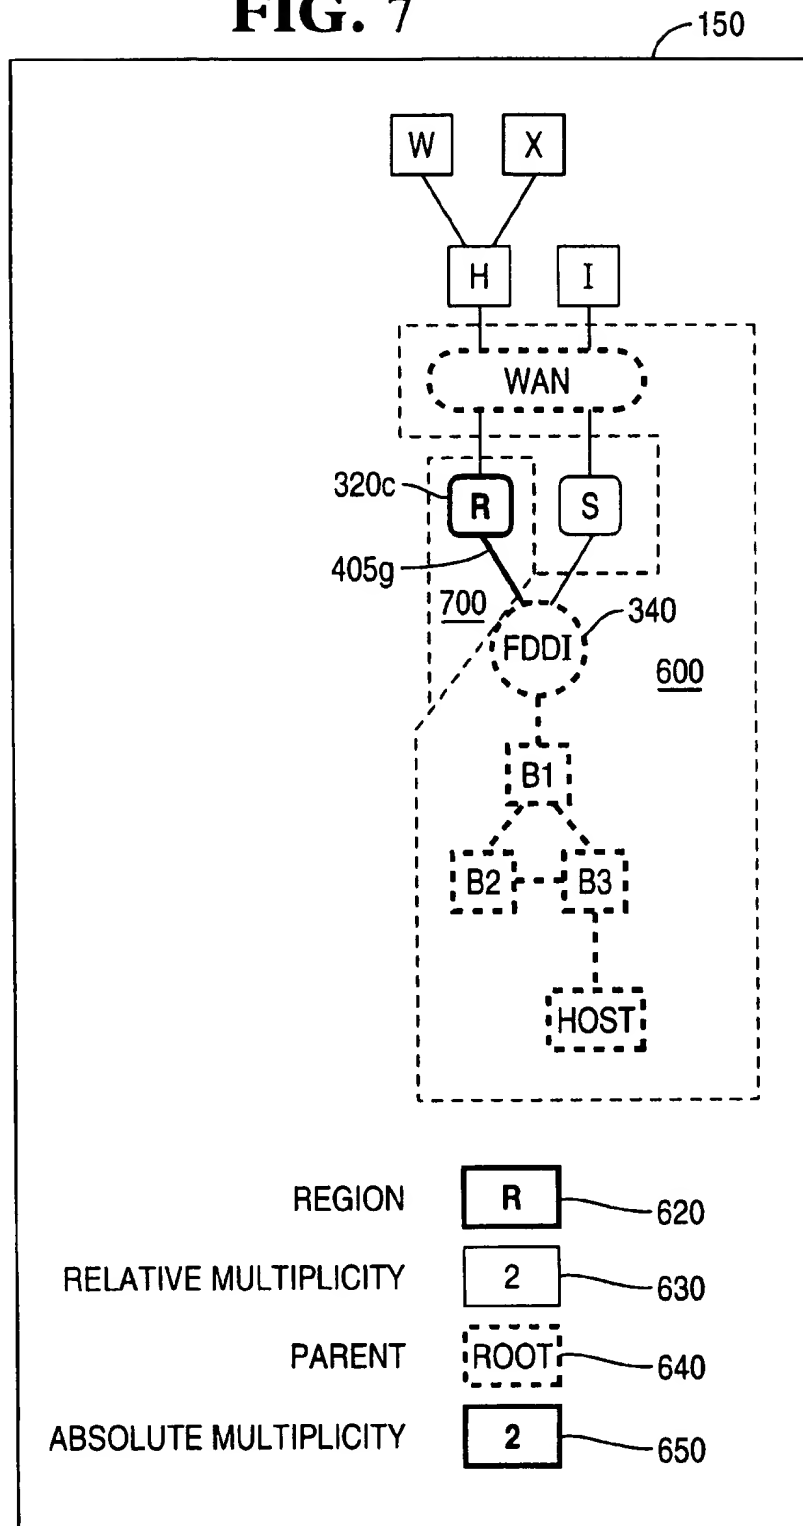 FIG. 7
150
W X
H I
WAN
320c R S
405g
700 340
FDDI
600
B1
B2 B3
HOST
REGION R 620
RELATIVE MULTIPLICITY 2 630
PARENT ROOT 640
ABSOLUTE MULTIPLICITY 2 650